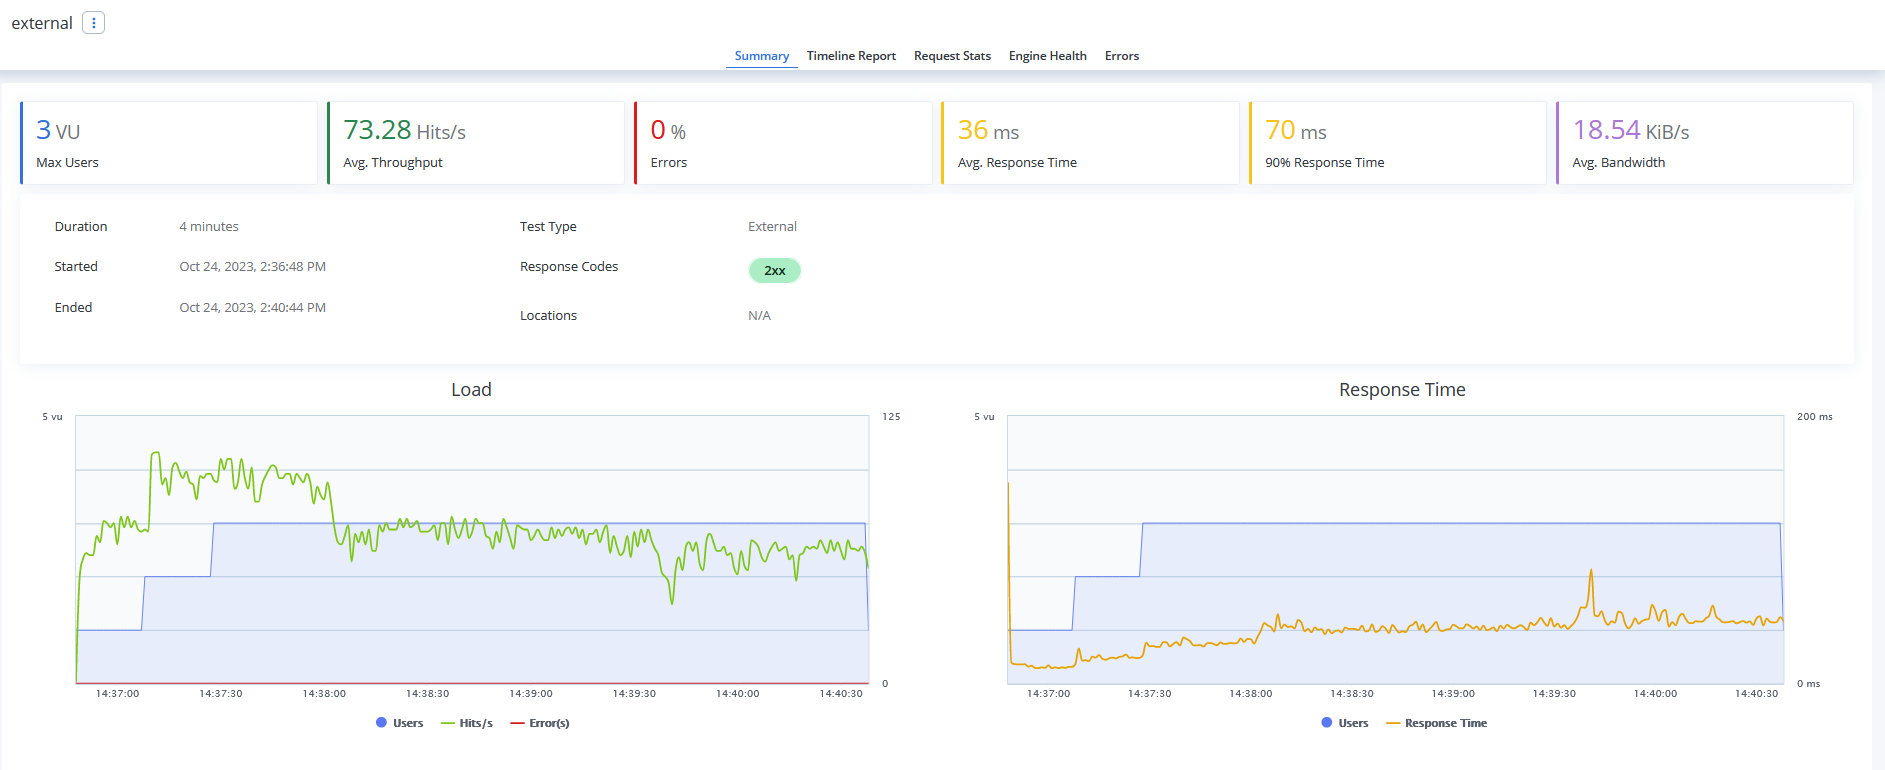 external
Summary Timeline Report Request Stats Engine Health Errors
3 VU
Max Users
73.28 Hits/s
Avg. Throughput
0 %
Errors
36 ms
Avg. Response Time
70 ms
90% Response Time
18.54 KiB/s
Avg. Bandwidth
Duration 4 minutes
Started Oct 24, 2023, 2:36:48 PM
Ended Oct 24, 2023, 2:40:44 PM
Test Type External
Response Codes 2xx
Locations N/A
Load
5 vu 125
0
14:37:00 14:37:30 14:38:00 14:38:30 14:39:00 14:39:30 14:40:00 14:40:30
Users Hits/s Error(s)
Response Time
5 vu 200 ms
0 ms
14:37:00 14:37:30 14:38:00 14:38:30 14:39:00 14:39:30 14:40:00 14:40:30
Users Response Time